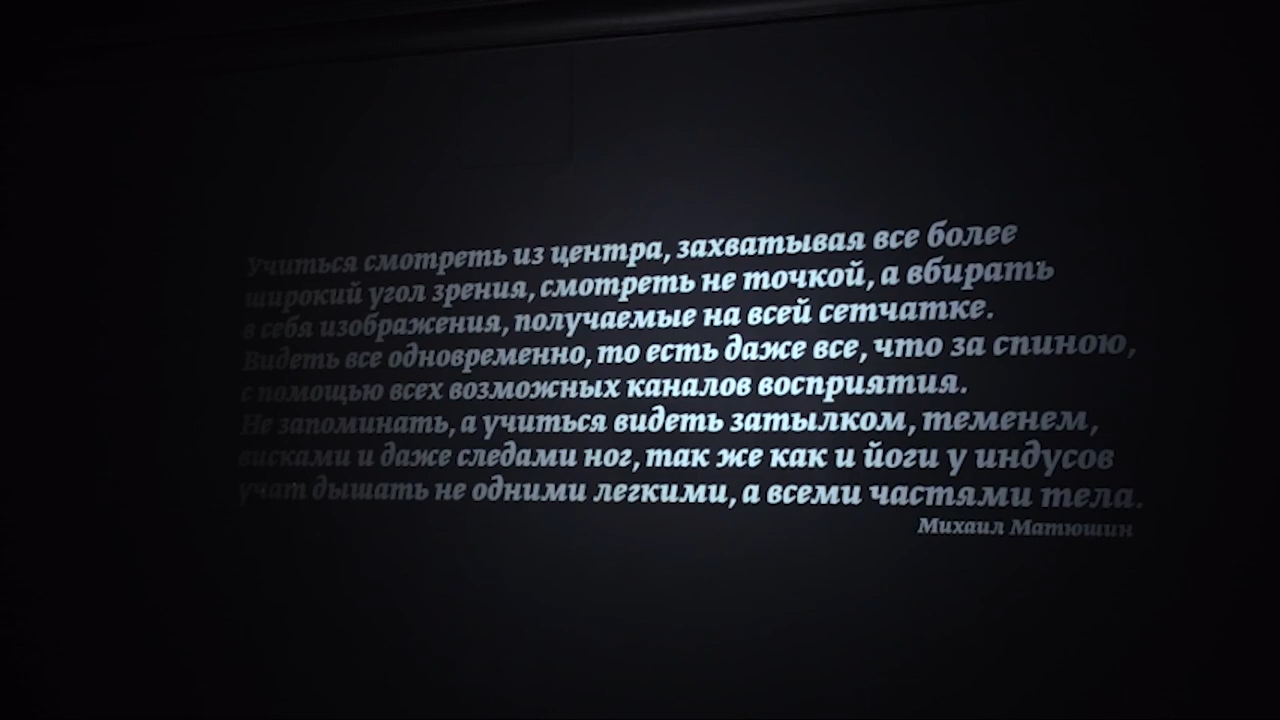 Учиться смотреть из центра, захватывая все более
широкий угол зрения, смотреть не точкой, а вбирать
в себя изображения, получаемые на всей сетчатке.
Видеть все одновременно, то есть даже все, что за спиною,
с помощью всех возможных каналов восприятия.
Не запоминать, а учиться видеть затылком, теменем,
висками и даже следами ног, так же как и йоги у индусов
учат дышать не одними легкими, а всеми частями тела.
Михаил Матюшин